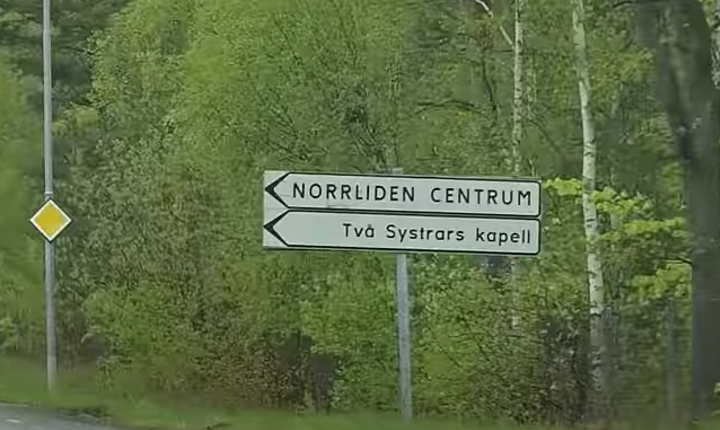 NORRLIDEN CENTRUM
Två Systrars kapell